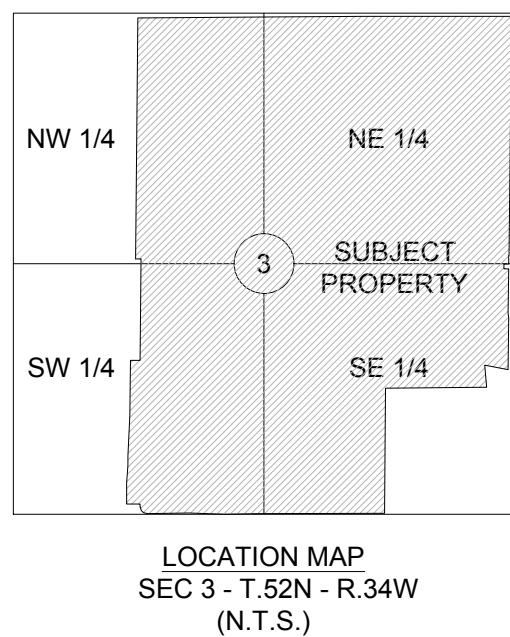 NW 1/4
NE 1/4
3
SUBJECT
PROPERTY
SW 1/4
SE 1/4
LOCATION MAP
SEC 3 - T.52N - R.34W
(N.T.S.)